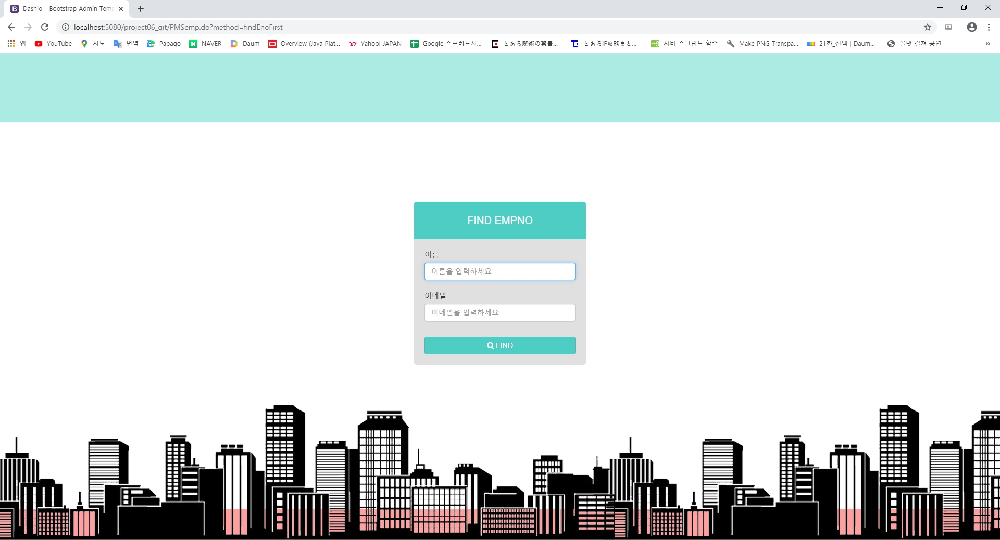 Dashio - Bootstrap Admin Temp
localhost:5080/project06_git/PMSemp.do?method=findEnoFirst
앱 YouTube 지도 번역 Papago NAVER Daum Overview (Java Plat... Yahoo! JAPAN Google 스프레드시... とある魔術の禁書... とあるIF攻略まと... 자바 스크립트 함수 Make PNG Transpa... 21화_선택 | Daum... 올댓 컬쳐 공연 »
FIND EMPNO
이름
이름을 입력하세요
이메일
이메일을 입력하세요
FIND